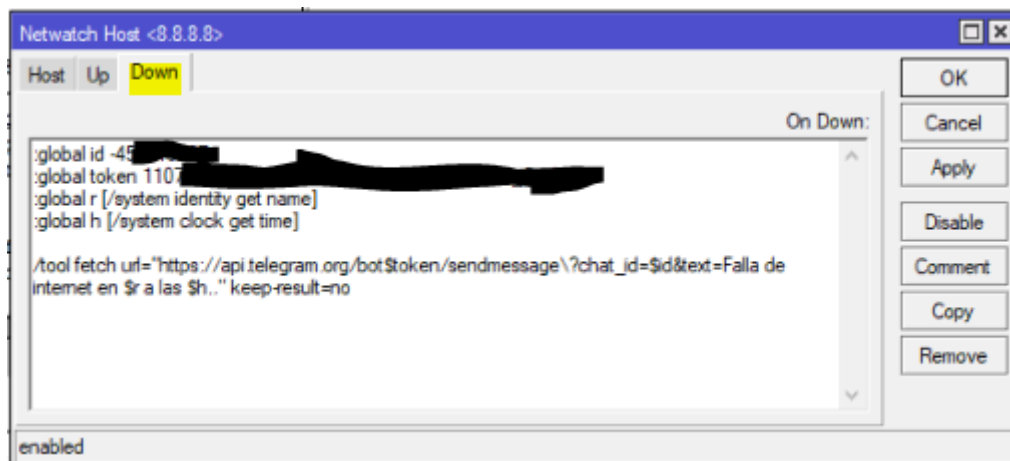 Netwatch Host <8.8.8.8>
Host Up Down
OK
On Down:
Cancel
:global id -45
:global token 1107
:global r [/system identity get name]
:global h [/system clock get time]
Apply
Disable
/tool fetch url="https://api.telegram.org/bot$token/sendmessage\?chat_id=$id&text=Falla de
internet en $r a las $h.." keep-result=no
Comment
Copy
Remove
enabled